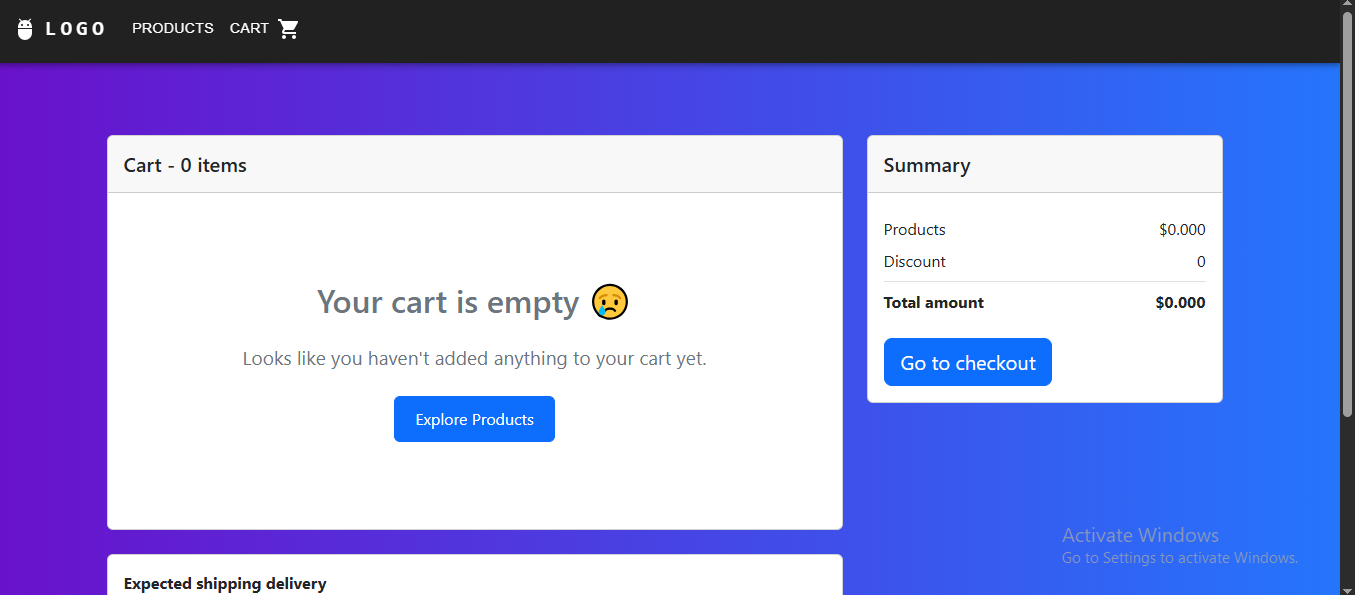 LOGO PRODUCTS CART
Cart - 0 items
Your cart is empty 😢
Looks like you haven't added anything to your cart yet.
Explore Products
Expected shipping delivery
Summary
Products $0.000
Discount 0
Total amount $0.000
Go to checkout
Activate Windows
Go to Settings to activate Windows.